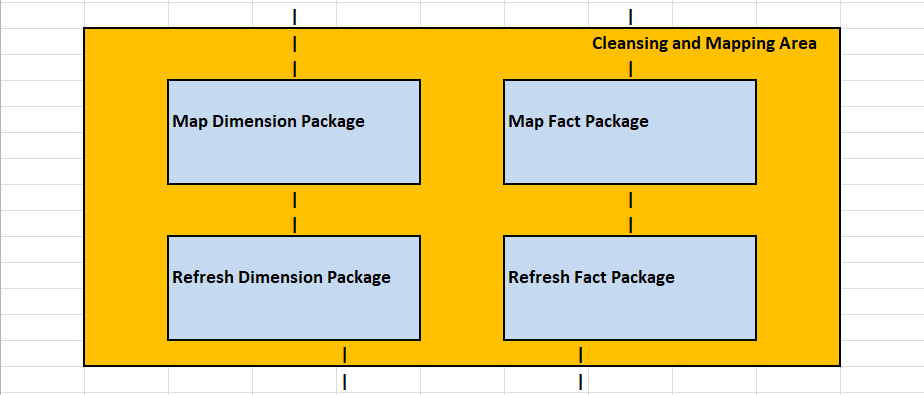 Cleansing and Mapping Area
Map Dimension Package
Map Fact Package
Refresh Dimension Package
Refresh Fact Package